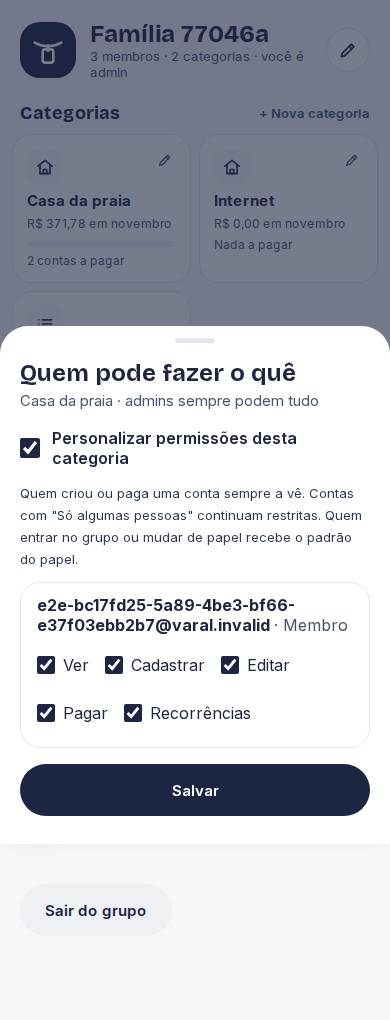 Família 77046a
3 membros · 2 categorias · você é
admin
Categorias
+ Nova categoria
Casa da praia
R$ 371,78 em novembro
2 contas a pagar
Internet
R$ 0,00 em novembro
Nada a pagar
Quem pode fazer o quê
Casa da praia · admins sempre podem tudo
Personalizar permissões desta
categoria
Quem criou ou paga uma conta sempre a vê. Contas
com "Só algumas pessoas" continuam restritas. Quem
entrar no grupo ou mudar de papel recebe o padrão
do papel.
e2e-bc17fd25-5a89-4be3-bf66-
e37f03ebb2b7@varal.invalid · Membro
Ver Cadastrar Editar
Pagar Recorrências
Salvar
Sair do grupo